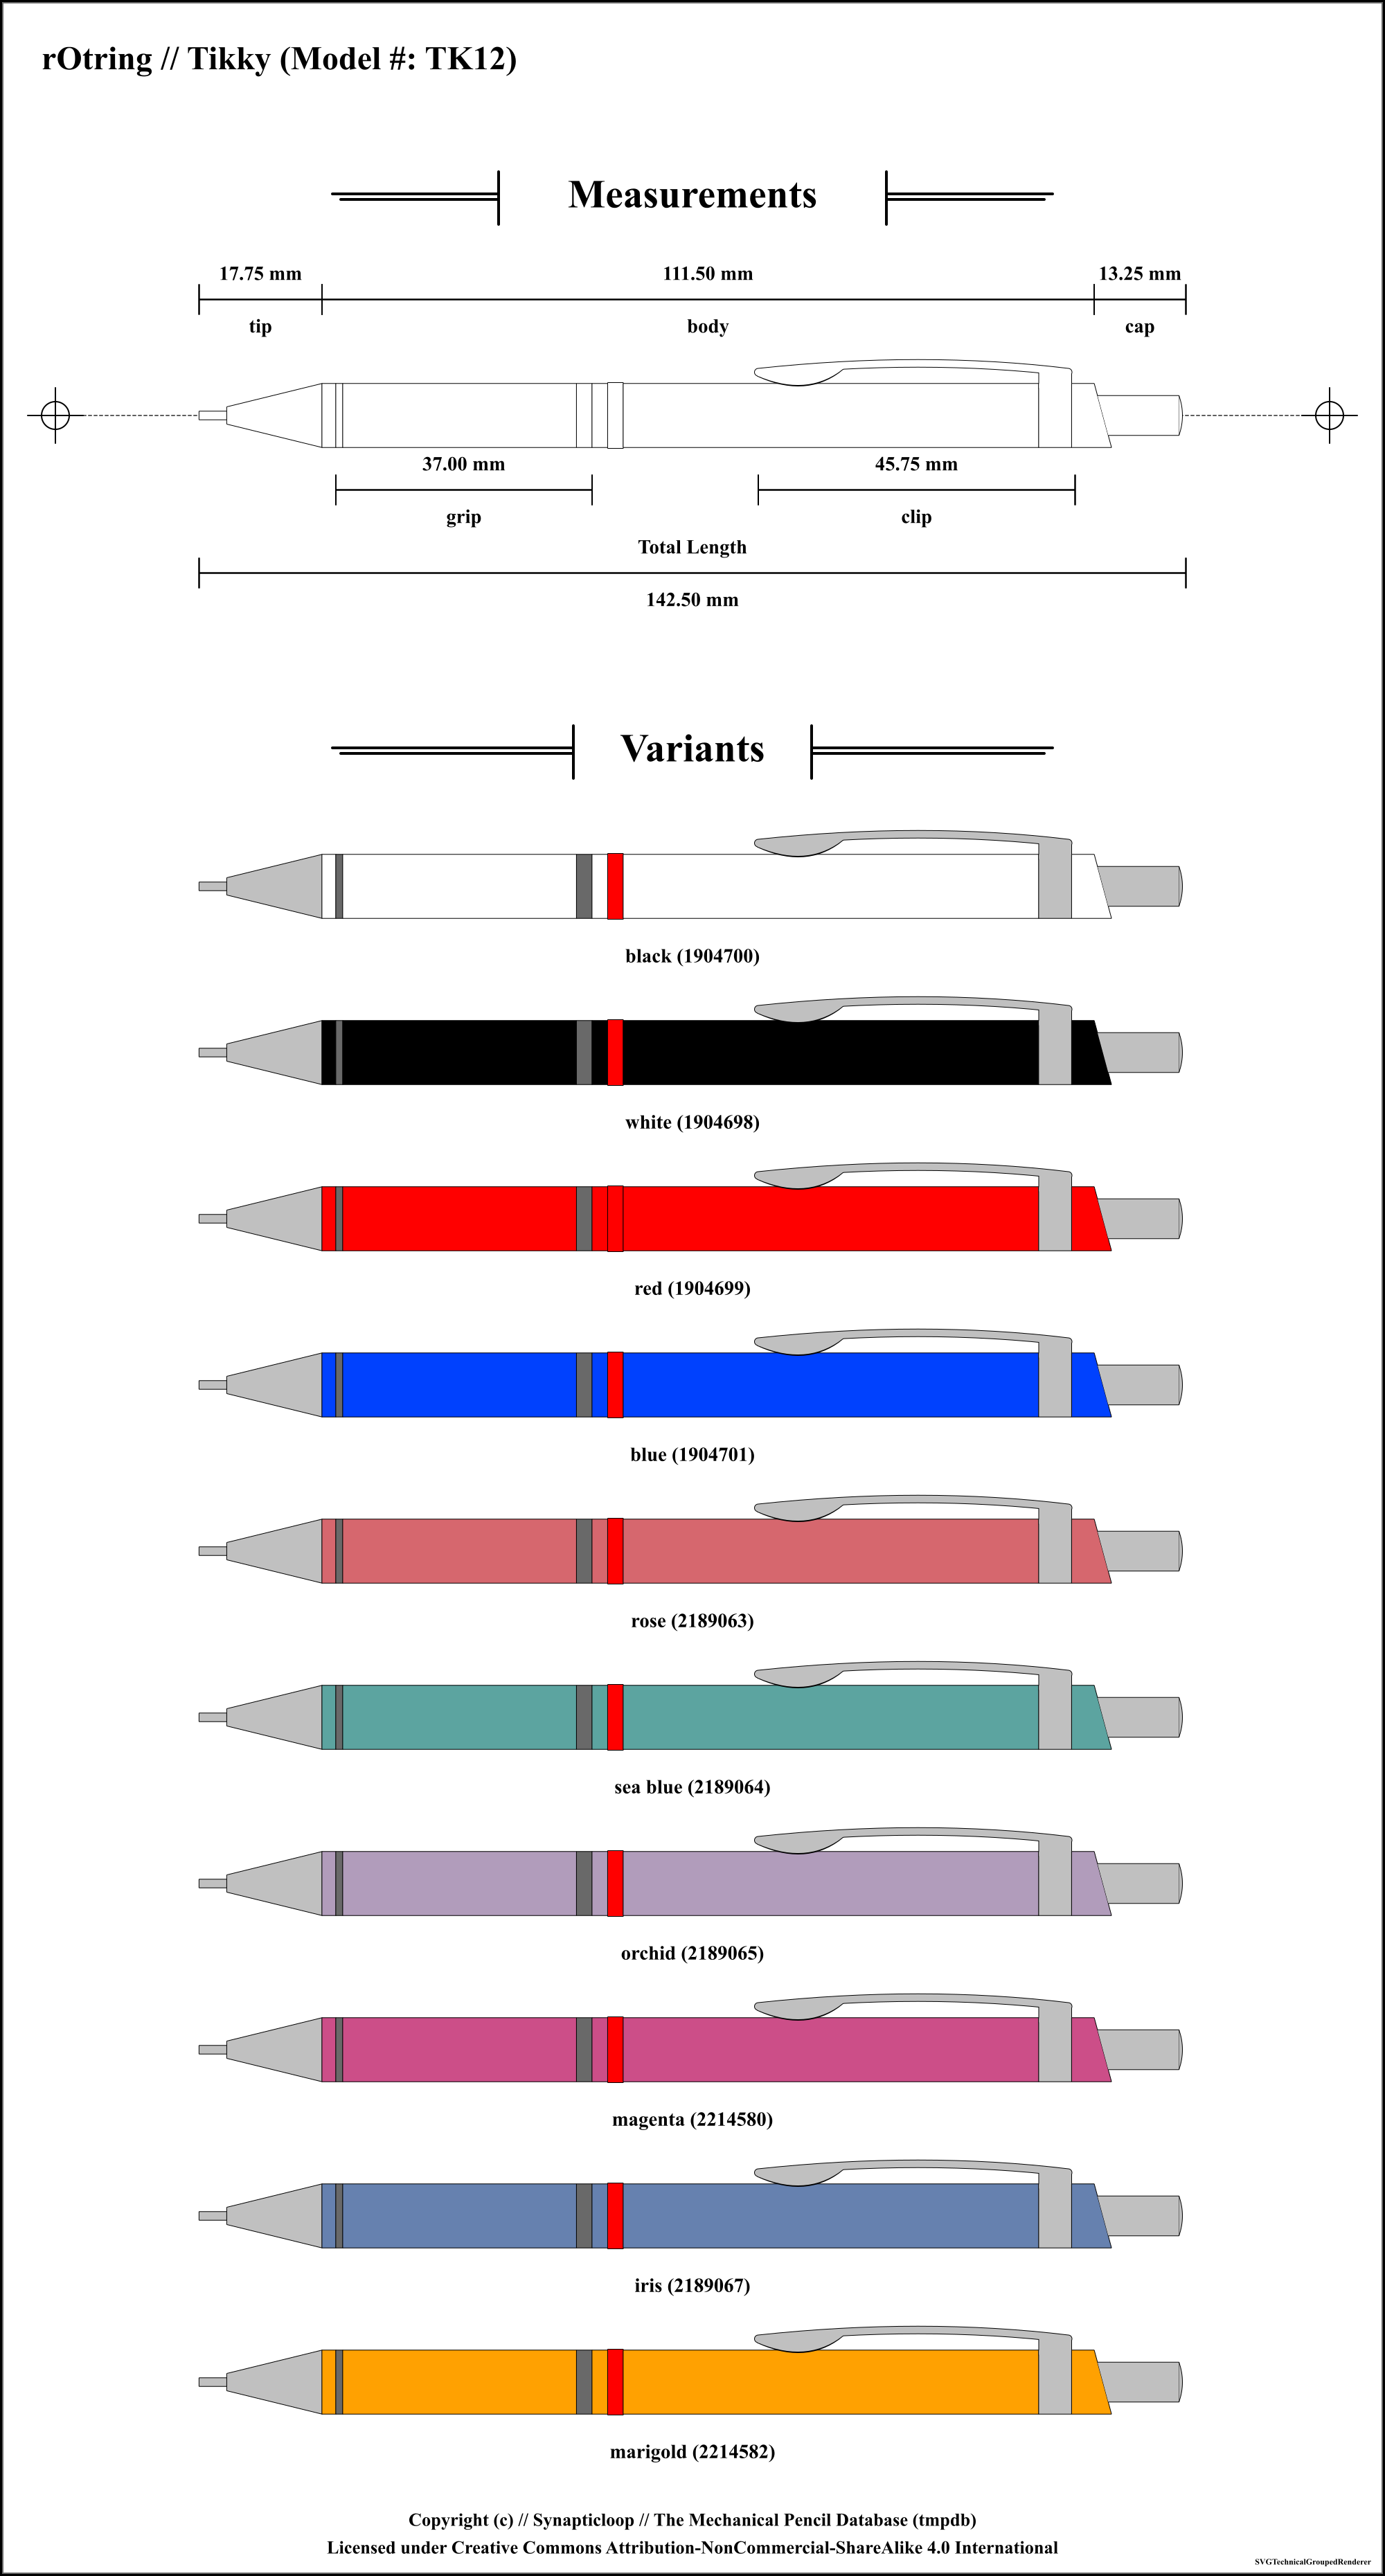 rOtring // Tikky (Model #: TK12)
Measurements
17.75 mm 111.50 mm 13.25 mm
tip body cap
37.00 mm 45.75 mm
grip clip
Total Length
142.50 mm
Variants
black (1904700)
white (1904698)
red (1904699)
blue (1904701)
rose (2189063)
sea blue (2189064)
orchid (2189065)
magenta (2214580)
iris (2189067)
marigold (2214582)
Copyright (c) // Synapticloop // The Mechanical Pencil Database (tmpdb)
Licensed under Creative Commons Attribution-NonCommercial-ShareAlike 4.0 International
SVGTechnicalGroupedRenderer